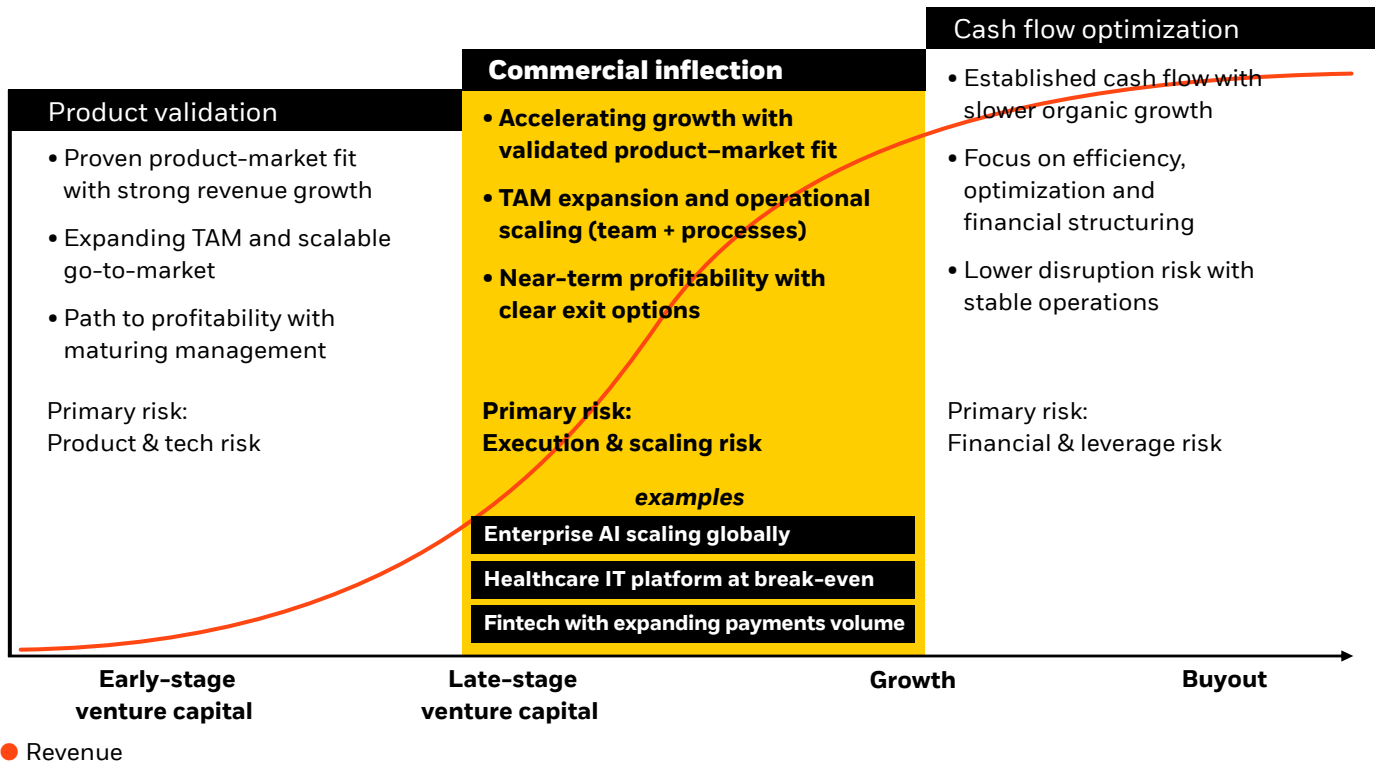 Product validation
• Proven product-market fit
with strong revenue growth
• Expanding TAM and scalable
go-to-market
• Path to profitability with
maturing management
Primary risk:
Product & tech risk
Commercial inflection
• Accelerating growth with
validated product–market fit
• TAM expansion and operational
scaling (team + processes)
• Near-term profitability with
clear exit options
Primary risk:
Execution & scaling risk
examples
Enterprise AI scaling globally
Healthcare IT platform at break-even
Fintech with expanding payments volume
Cash flow optimization
• Established cash flow with
slower organic growth
• Focus on efficiency,
optimization and
financial structuring
• Lower disruption risk with
stable operations
Primary risk:
Financial & leverage risk
Early-stage
venture capital
Late-stage
venture capital
Growth
Buyout
Revenue